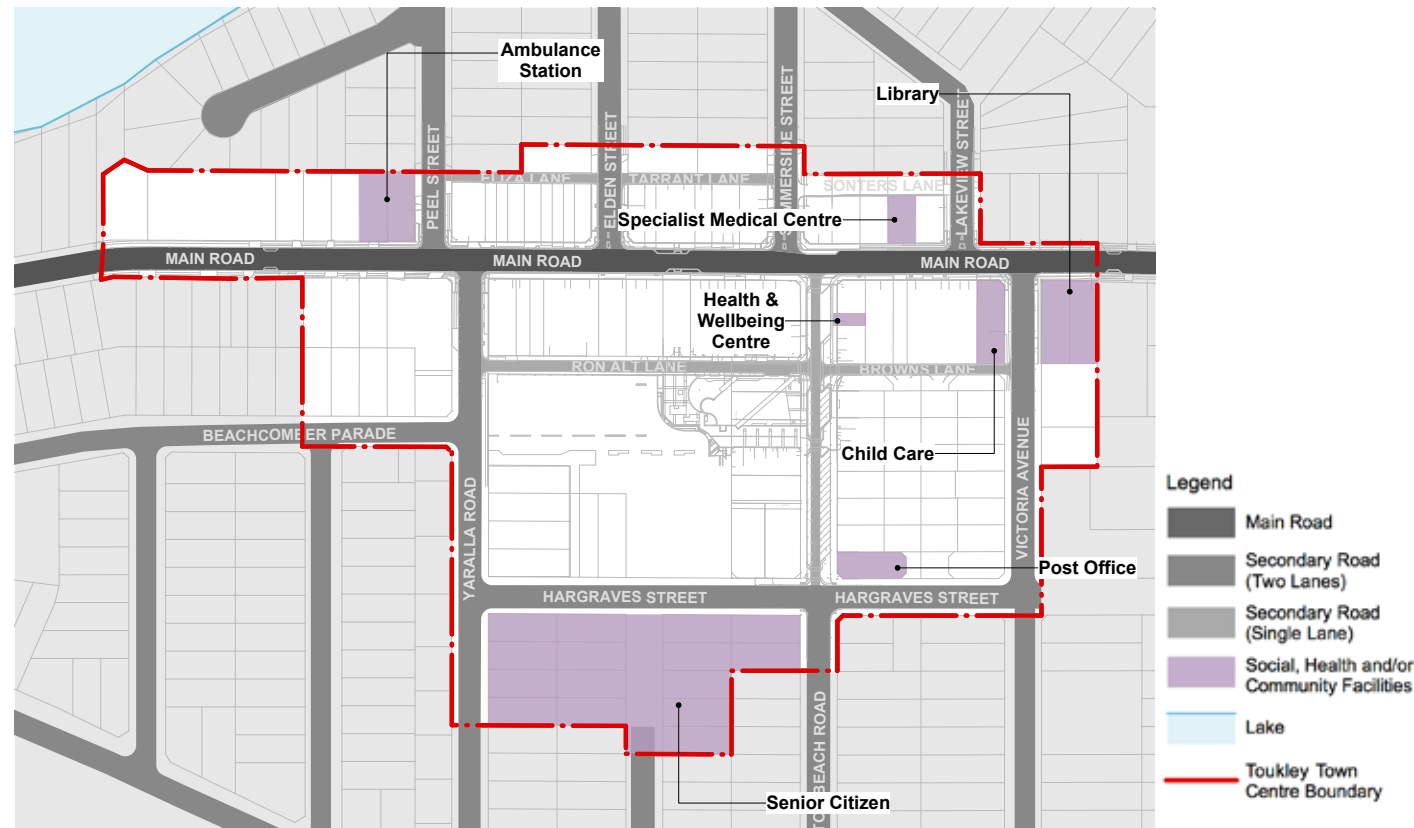 Ambulance
Station
Library
PEEL STREET
ELDEN STREET
LAKEVIEW STREET
ELIZA LANE
TARRANT LANE
SONTERS LANE
Specialist Medical Centre
MAIN ROAD
MAIN ROAD
MAIN ROAD
Health &
Wellbeing
Centre
RON ALT LANE
BROWNS LANE
BEACHCOMBER PARADE
Child Care
VICTORIA AVENUE
YARALLA ROAD
Post Office
HARGRAVES STREET
HARGRAVES STREET
BEACH ROAD
Senior Citizen
Legend
Main Road
Secondary Road
(Two Lanes)
Secondary Road
(Single Lane)
Social, Health and/or
Community Facilities
Lake
Toukley Town
Centre Boundary